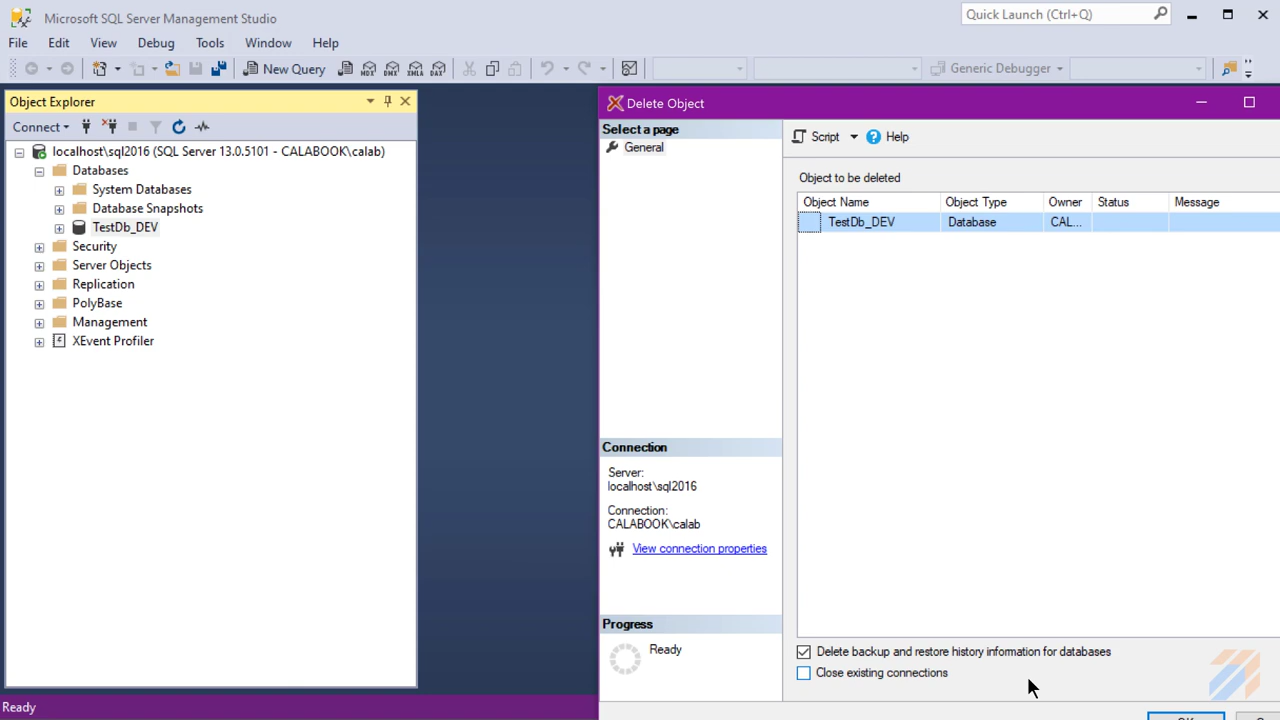 Microsoft SQL Server Management Studio
Quick Launch (Ctrl+Q)
File Edit View Debug Tools Window Help
New Query
MDX DMX XMLA DAX
Generic Debugger
Object Explorer
Connect
localhost\sql2016 (SQL Server 13.0.5101 - CALABOOK\calab)
Databases
System Databases
Database Snapshots
TestDb_DEV
Security
Server Objects
Replication
PolyBase
Management
XEvent Profiler
Delete Object
Select a page
General
Script Help
Object to be deleted
Object Name Object Type Owner Status Message
TestDb_DEV Database CAL...
Connection
Server:
localhost\sql2016
Connection:
CALABOOK\calab
View connection properties
Progress
Ready
Delete backup and restore history information for databases
Close existing connections
Ready